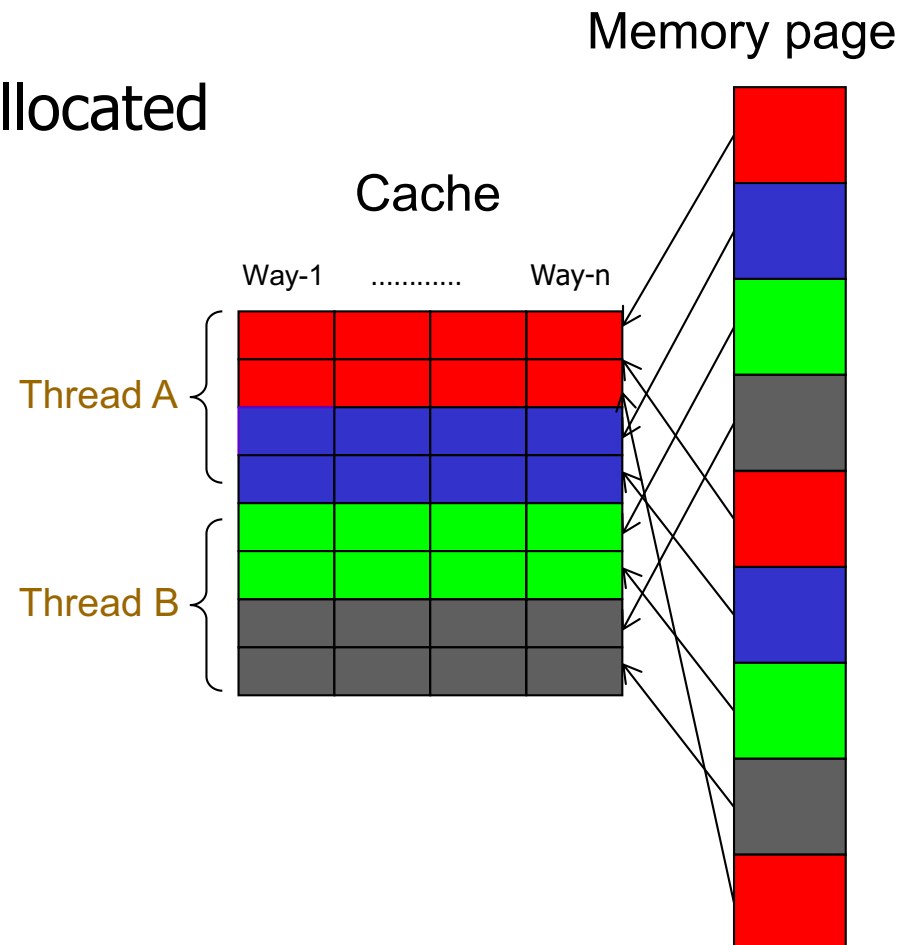 Memory page
llocated
Cache
Way-1 ............ Way-n
Thread A
Thread B